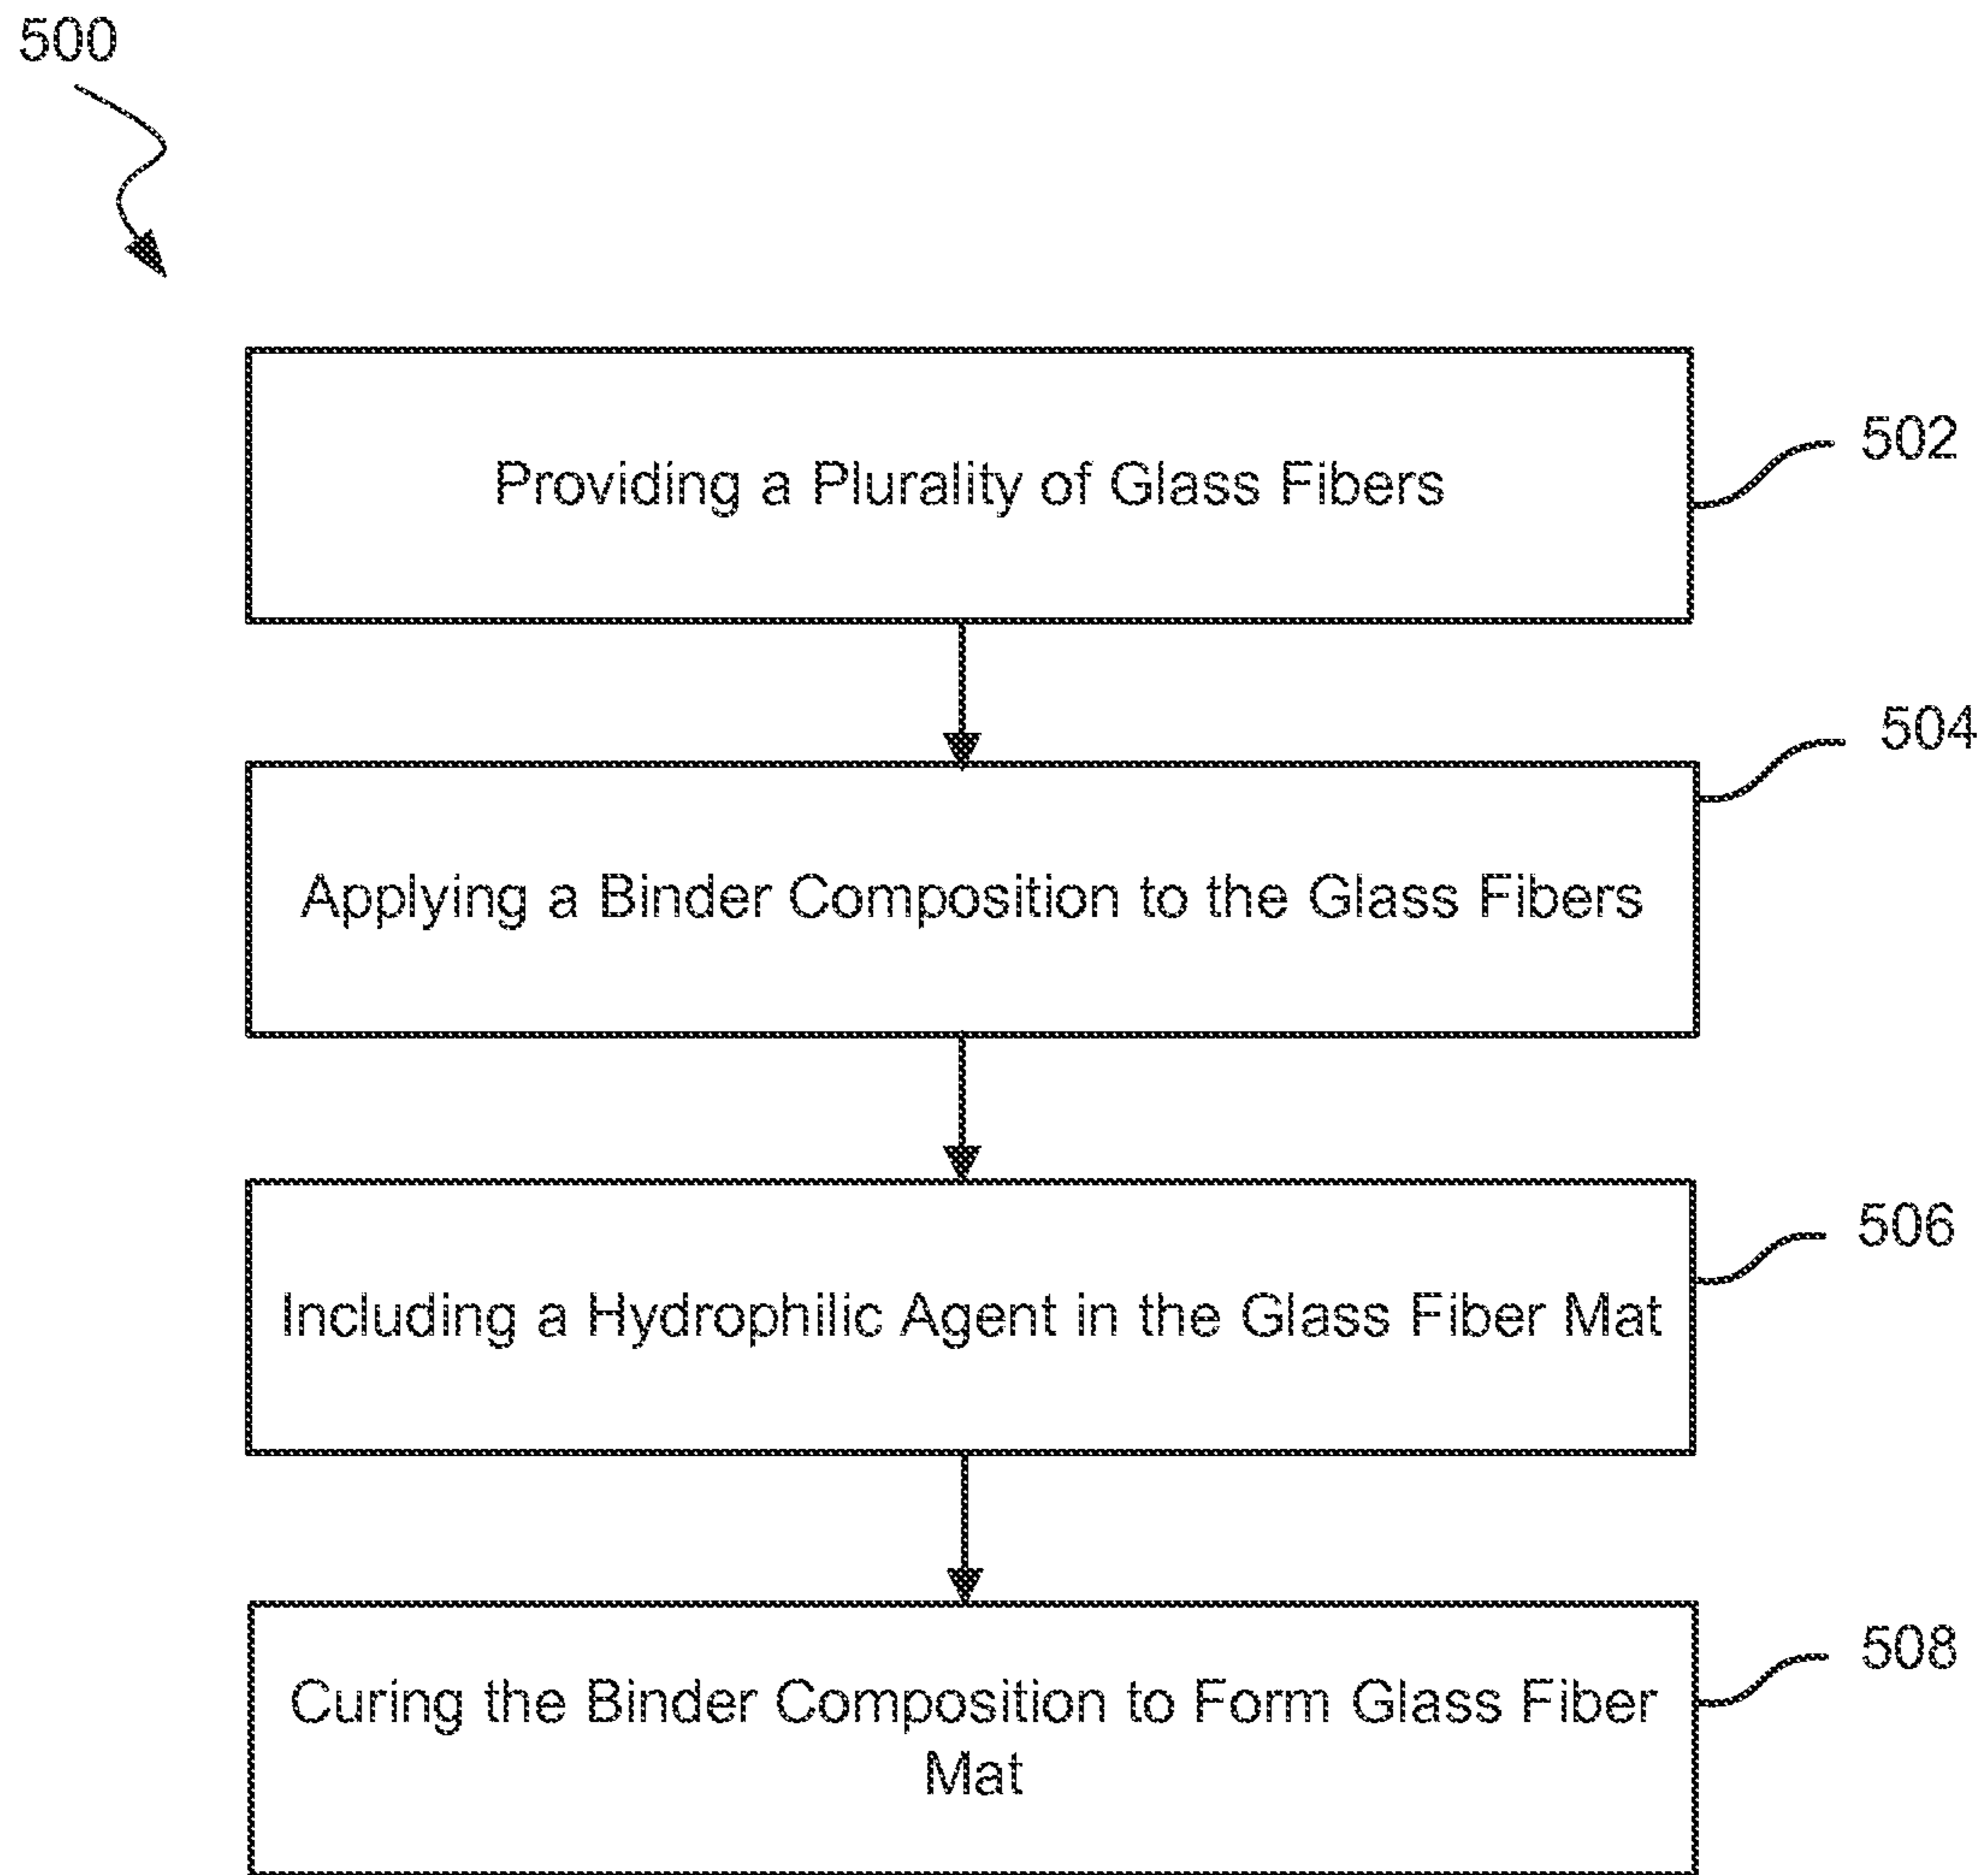 500
Providing a Plurality of Glass Fibers
502
Applying a Binder Composition to the Glass Fibers
504
Including a Hydrophilic Agent in the Glass Fiber Mat
506
Curing the Binder Composition to Form Glass Fiber
Mat
508